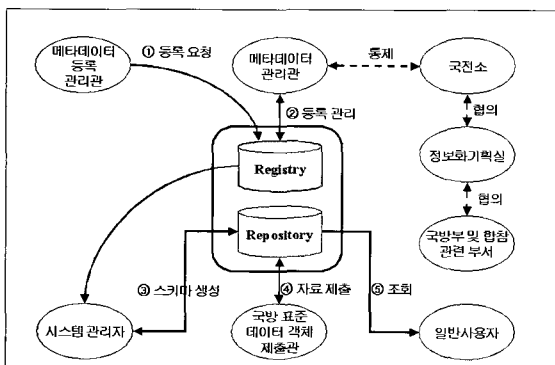 메타데이터
등록
관리관
① 등록 요청
메타데이터
관리관
통제
국전소
② 등록 관리
협의
정보화기획실
협의
국방부 및 합참
관련 부서
Registry
Repository
③ 스키마 생성
④ 자료 제출
⑤ 조회
시스템 관리자
국방 표준
데이터 객체
제출관
일반사용자